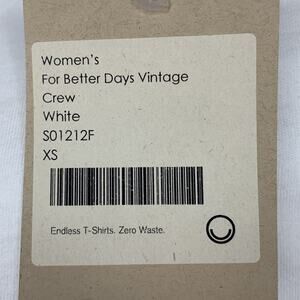 Women's
For Better Days Vintage
Crew
White
S01212F
XS
Endless T-Shirts. Zero Waste.